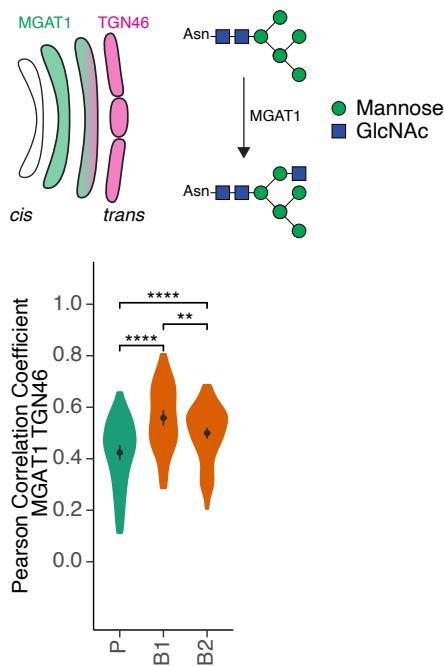 MGAT1 TGN46
cis trans
Asn
MGAT1
Asn
Mannose
GlcNAc
Pearson Correlation Coefficient
MGAT1 TGN46
1.0
0.8
0.6
0.4
0.2
0.0
****
**
****
P B1 B2